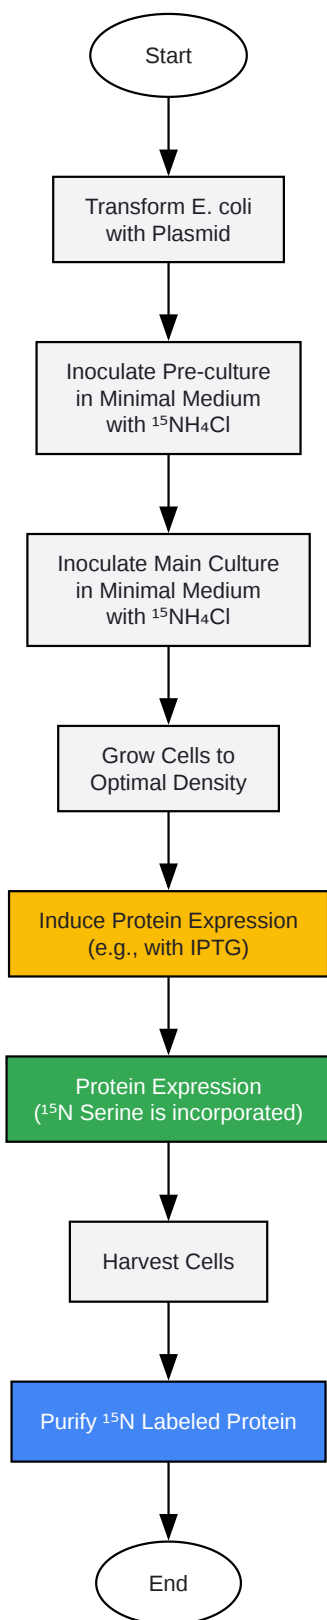 Start
Transform E. coli
with Plasmid
Inoculate Pre-culture
in Minimal Medium
with ¹⁵NH₄Cl
Inoculate Main Culture
in Minimal Medium
with ¹⁵NH₄Cl
Grow Cells to
Optimal Density
Induce Protein Expression
(e.g., with IPTG)
Protein Expression
(¹⁵N Serine is incorporated)
Harvest Cells
Purify ¹⁵N Labeled Protein
End